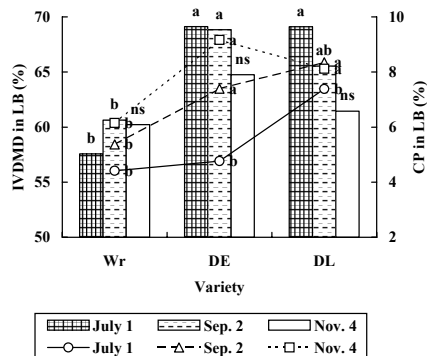 70
65
60
55
50
IVDMD in LB (%)
10
8
6
4
2
CP in LB (%)
b
b
ns
b
b
b
a
a
ns
a
a
b
a
ab
ns
a
a
b
Wr DE DL
Variety
July 1 Sep. 2 Nov. 4
July 1 Sep. 2 Nov. 4